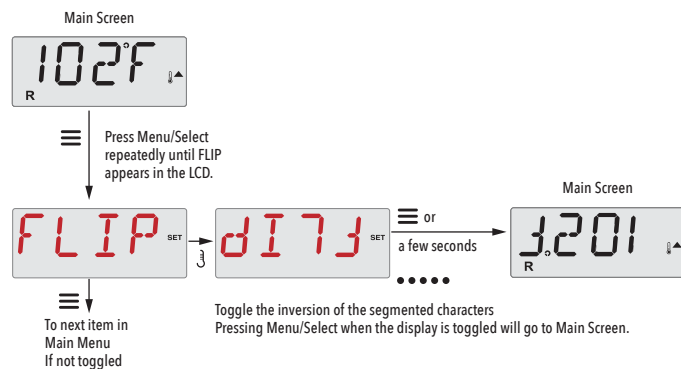 Main Screen
102°F
R
Press Menu/Select
repeatedly until FLIP
appears in the LCD.
Main Screen
FLIP SET
dI7J SET
or
a few seconds
J.201
R
To next item in
Main Menu
If not toggled
Toggle the inversion of the segmented characters
Pressing Menu/Select when the display is toggled will go to Main Screen.